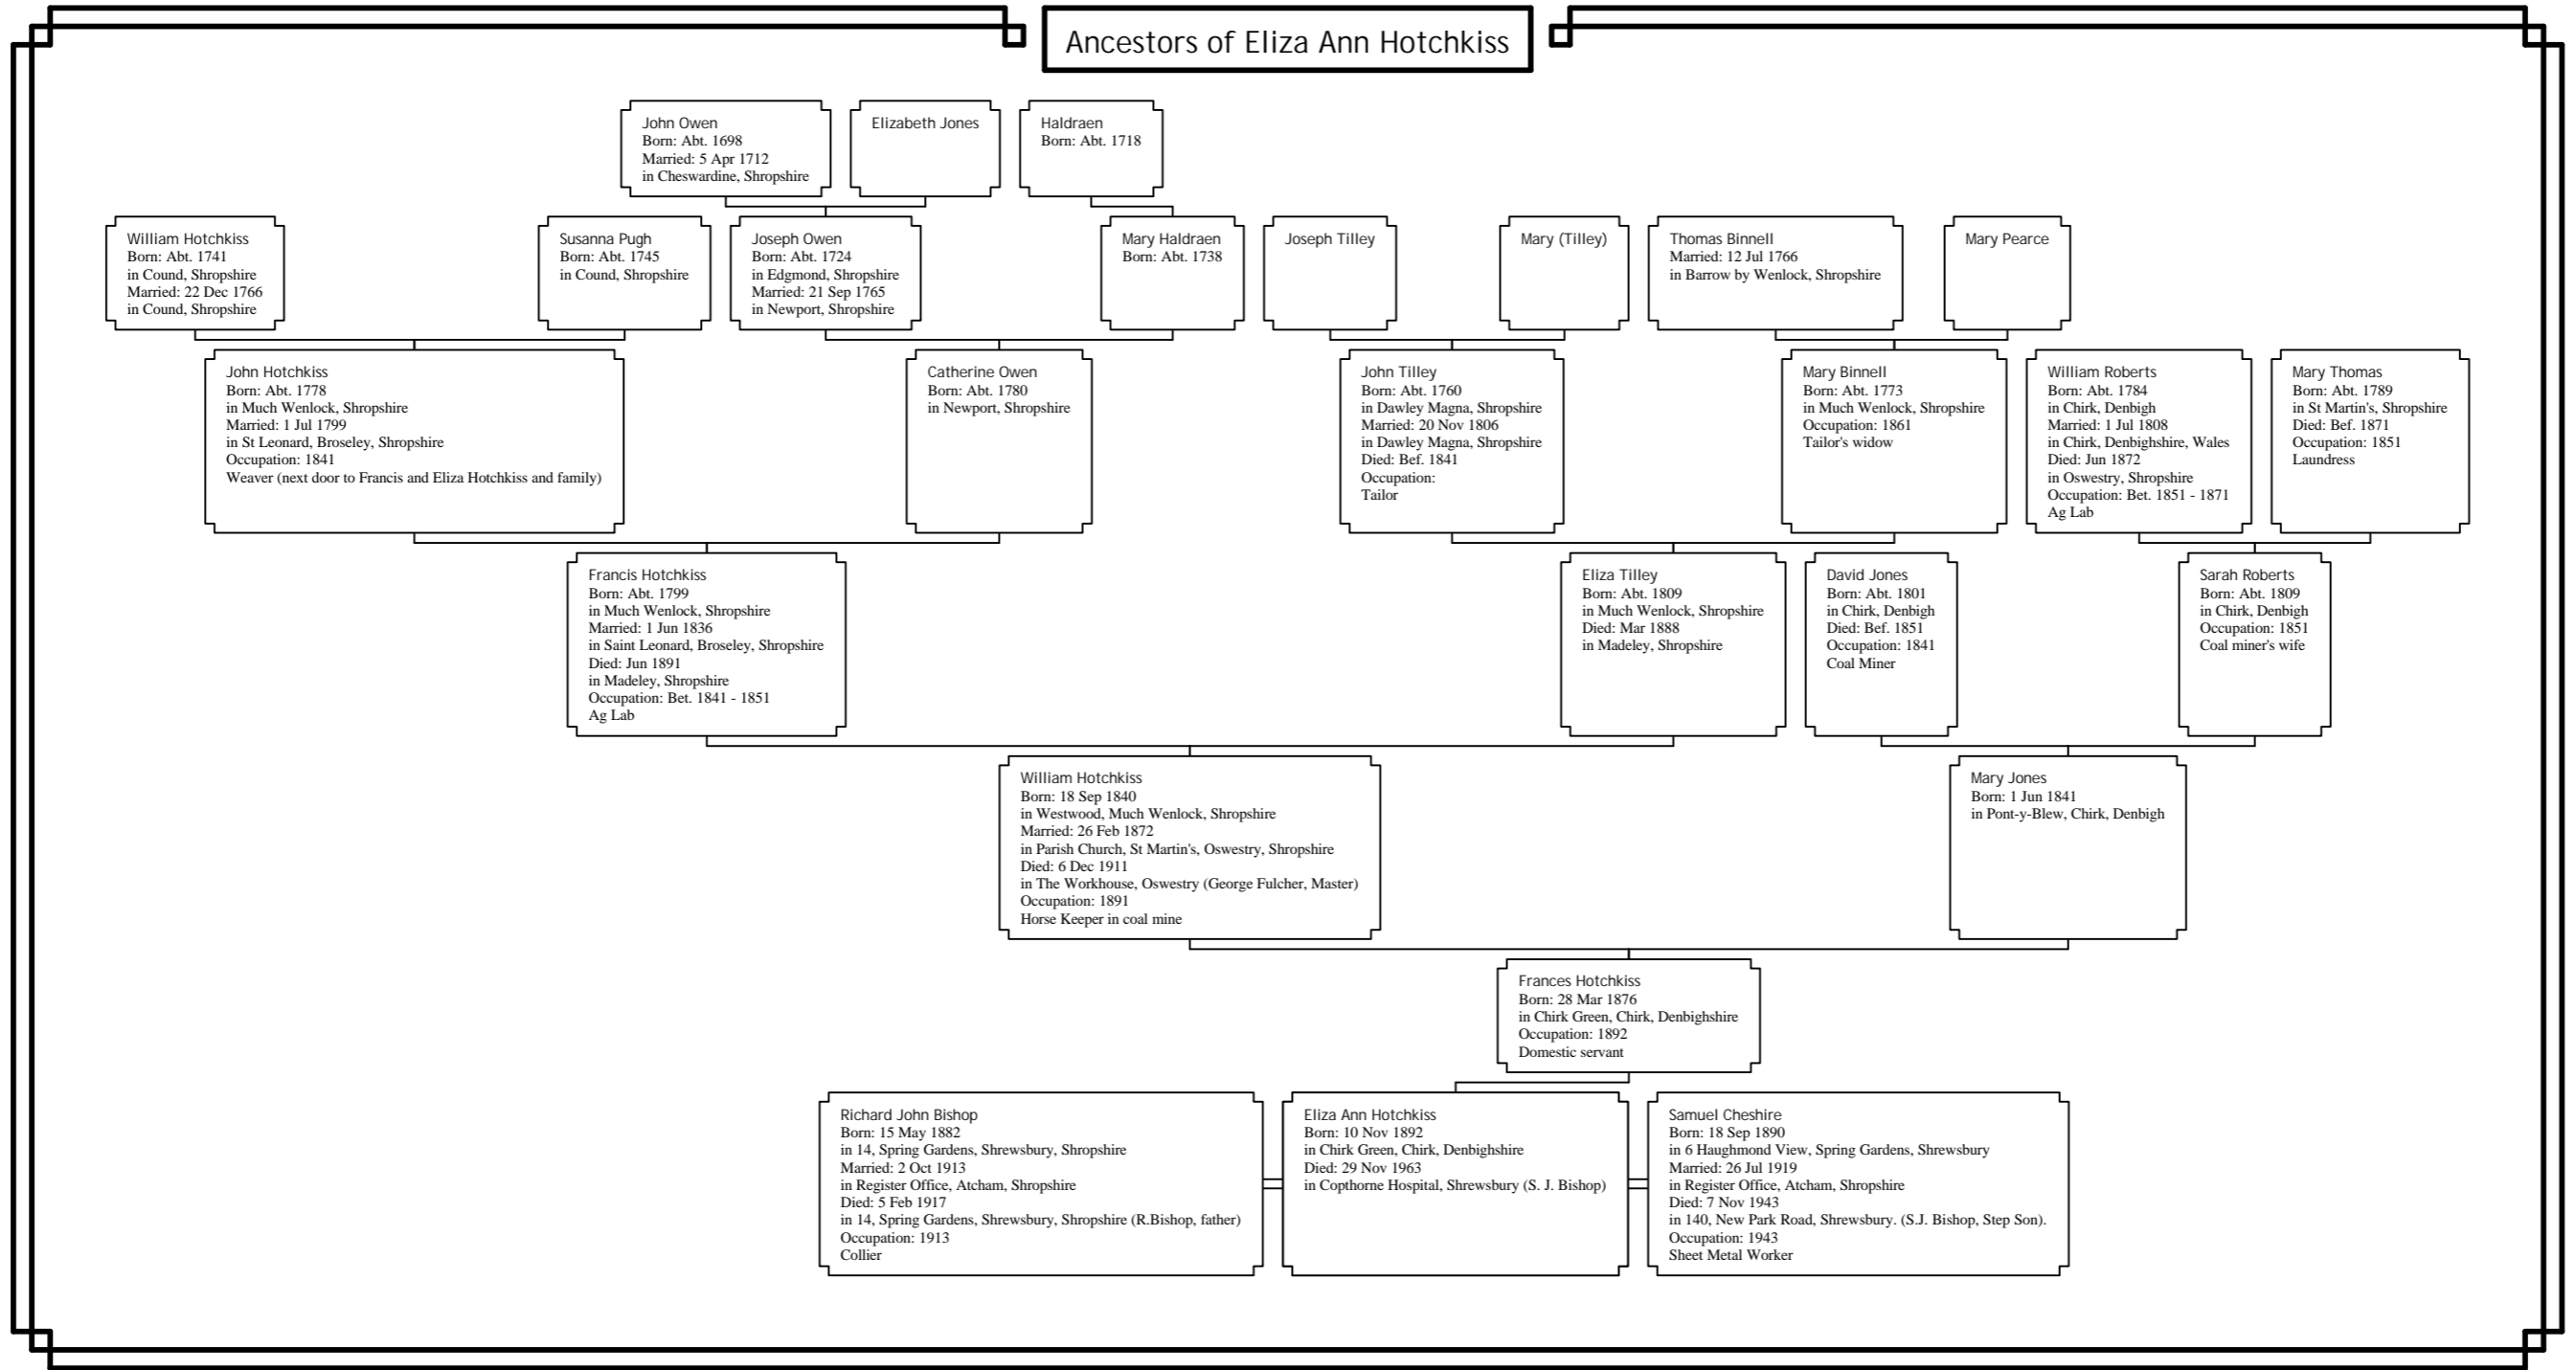 Ancestors of Eliza Ann Hotchkiss
John Owen
Born: Abt. 1698
Married: 5 Apr 1712
in Cheswardine, Shropshire
Elizabeth Jones
Haldraen
Born: Abt. 1718
William Hotchkiss
Born: Abt. 1741
in Cound, Shropshire
Married: 22 Dec 1766
in Cound, Shropshire
Susanna Pugh
Born: Abt. 1745
in Cound, Shropshire
Joseph Owen
Born: Abt. 1724
in Edgmond, Shropshire
Married: 21 Sep 1765
in Newport, Shropshire
Mary Haldraen
Born: Abt. 1738
Joseph Tilley
Mary (Tilley)
Thomas Binnell
Married: 12 Jul 1766
in Barrow by Wenlock, Shropshire
Mary Pearce
John Hotchkiss
Born: Abt. 1778
in Much Wenlock, Shropshire
Married: 1 Jul 1799
in St Leonard, Broseley, Shropshire
Occupation: 1841
Weaver (next door to Francis and Eliza Hotchkiss and family)
Catherine Owen
Born: Abt. 1780
in Newport, Shropshire
John Tilley
Born: Abt. 1760
in Dawley Magna, Shropshire
Married: 20 Nov 1806
in Dawley Magna, Shropshire
Died: Bef. 1841
Occupation:
Tailor
Mary Binnell
Born: Abt. 1773
in Much Wenlock, Shropshire
Occupation: 1861
Tailor's widow
William Roberts
Born: Abt. 1784
in Chirk, Denbigh
Married: 1 Jul 1808
in Chirk, Denbighshire, Wales
Died: Jun 1872
in Oswestry, Shropshire
Occupation: Bet. 1851 - 1871
Ag Lab
Mary Thomas
Born: Abt. 1789
in St Martin's, Shropshire
Died: Bef. 1871
Occupation: 1851
Laundress
Francis Hotchkiss
Born: Abt. 1799
in Much Wenlock, Shropshire
Married: 1 Jun 1836
in Saint Leonard, Broseley, Shropshire
Died: Jun 1891
in Madeley, Shropshire
Occupation: Bet. 1841 - 1851
Ag Lab
Eliza Tilley
Born: Abt. 1809
in Much Wenlock, Shropshire
Died: Mar 1888
in Madeley, Shropshire
David Jones
Born: Abt. 1801
in Chirk, Denbigh
Died: Bef. 1851
Occupation: 1841
Coal Miner
Sarah Roberts
Born: Abt. 1809
in Chirk, Denbigh
Occupation: 1851
Coal miner's wife
William Hotchkiss
Born: 18 Sep 1840
in Westwood, Much Wenlock, Shropshire
Married: 26 Feb 1872
in Parish Church, St Martin's, Oswestry, Shropshire
Died: 6 Dec 1911
in The Workhouse, Oswestry (George Fulcher, Master)
Occupation: 1891
Horse Keeper in coal mine
Mary Jones
Born: 1 Jun 1841
in Pont-y-Blew, Chirk, Denbigh
Frances Hotchkiss
Born: 28 Mar 1876
in Chirk Green, Chirk, Denbighshire
Occupation: 1892
Domestic servant
Richard John Bishop
Born: 15 May 1882
in 14, Spring Gardens, Shrewsbury, Shropshire
Married: 2 Oct 1913
in Register Office, Atcham, Shropshire
Died: 5 Feb 1917
in 14, Spring Gardens, Shrewsbury, Shropshire (R.Bishop, father)
Occupation: 1913
Collier
Eliza Ann Hotchkiss
Born: 10 Nov 1892
in Chirk Green, Chirk, Denbighshire
Died: 29 Nov 1963
in Copthorne Hospital, Shrewsbury (S. J. Bishop)
Samuel Cheshire
Born: 18 Sep 1890
in 6 Haughmond View, Spring Gardens, Shrewsbury
Married: 26 Jul 1919
in Register Office, Atcham, Shropshire
Died: 7 Nov 1943
in 140, New Park Road, Shrewsbury. (S.J. Bishop, Step Son).
Occupation: 1943
Sheet Metal Worker